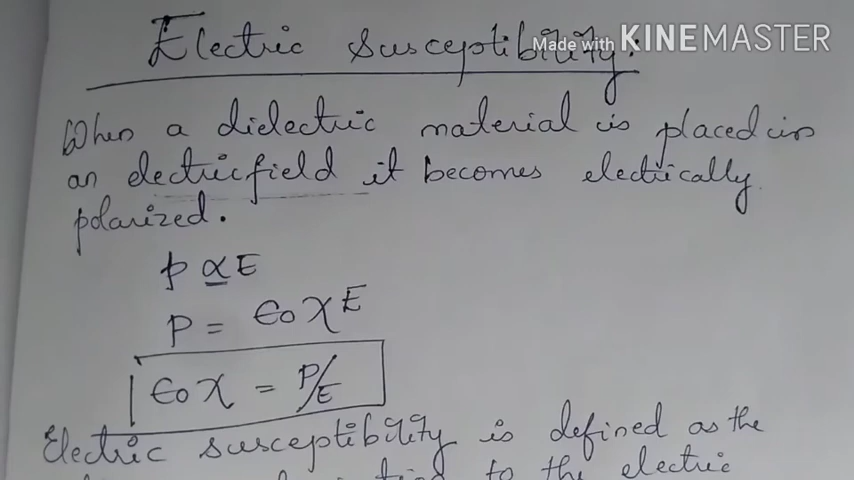 Electric susceptibility:
Made with KINEMASTER
When a dielectric material is placed in
an electric field it becomes electrically
polarized.
p α E
P = ϵ0 χ E
ϵ0 χ = P/E
Electric susceptibility is defined as the
to the electric